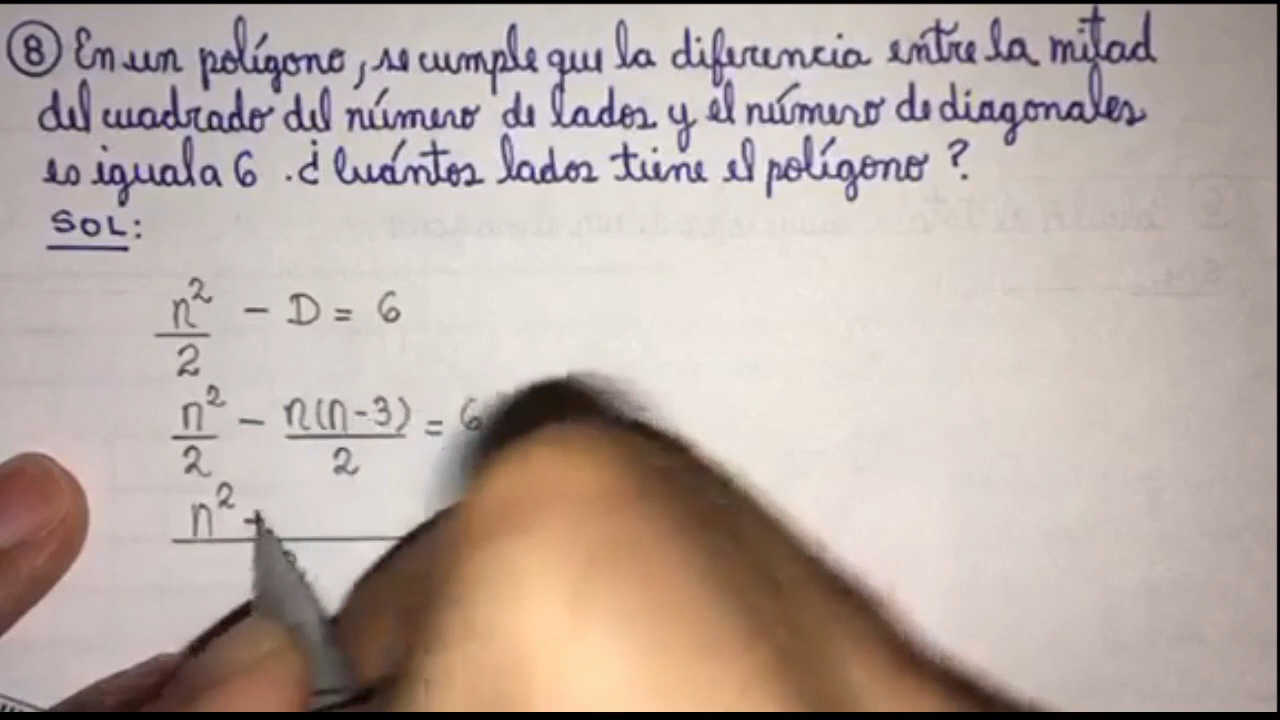 ⑧ En un polígono, se cumple que la diferencia entre la mitad
del cuadrado del número de lados y el número de diagonales
es igual a 6. ¿Cuántos lados tiene el polígono?
SOL:
n²/2 - D = 6
n²/2 - n(n-3)/2 = 6
n²